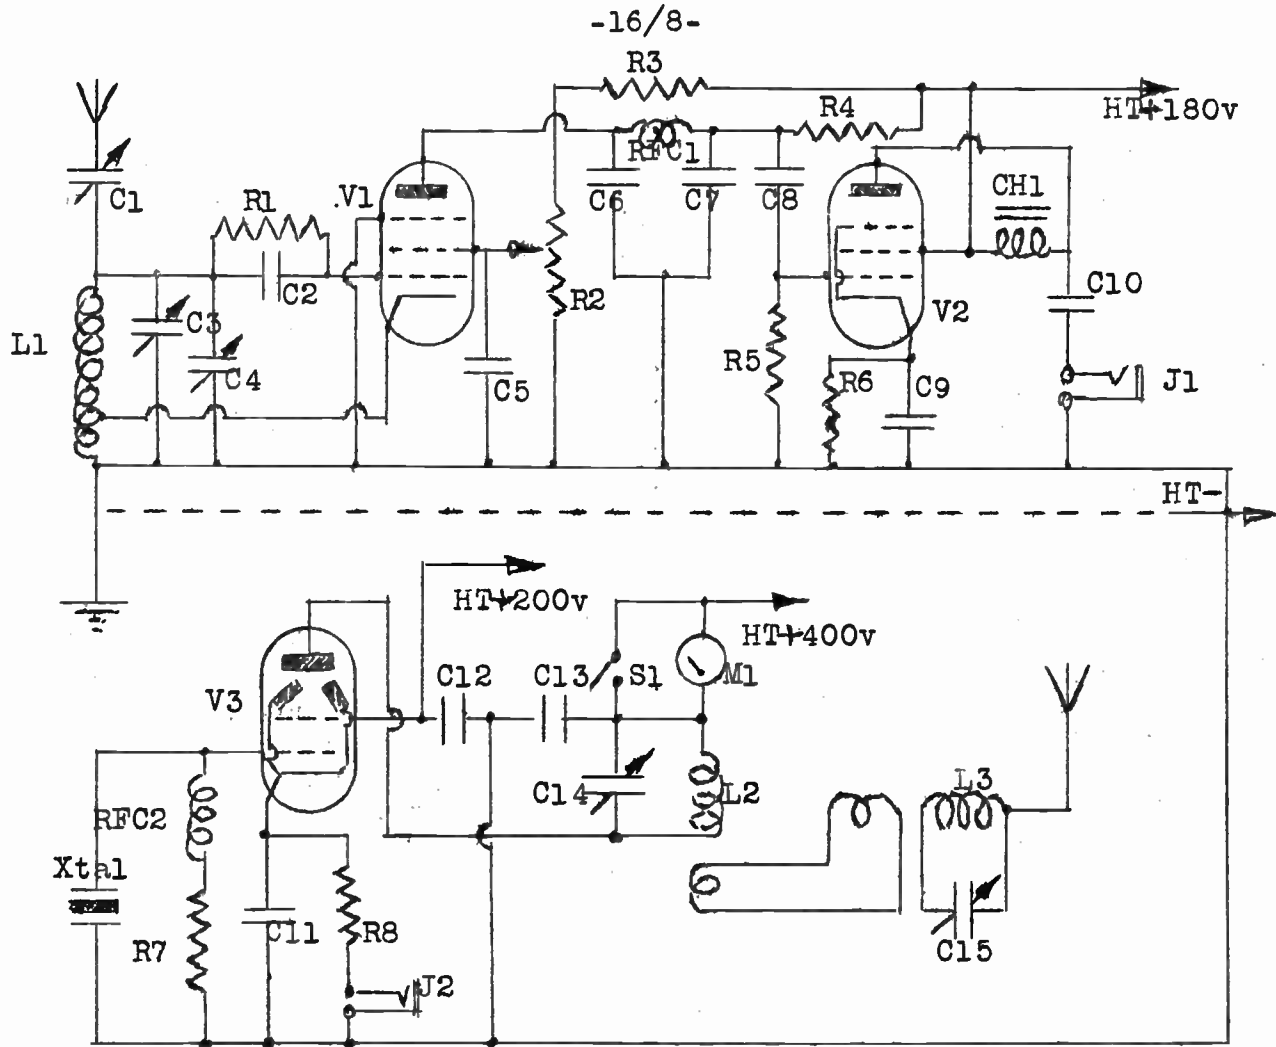 -16/8-
R3
R4
HT+180v
RFC1
C1
R1
V1
C6
C7
C8
CH1
C2
R2
C10
L1
C3
V2
C4
C5
R5
R6
C9
J1
HT-
HT+200v
HT+400v
V3
C12
C13
S1
M1
C14
L2
L3
RFC2
Xtal
R7
C11
R8
C15
J2